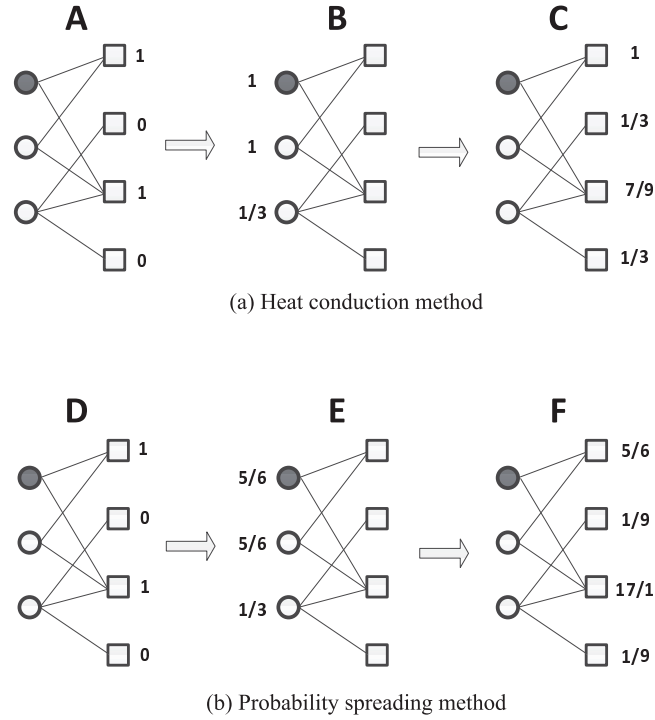 A B C
1 1
1 0 1/3
1 1 7/9
1/3 0 1/3
(a) Heat conduction method
D E F
1 5/6
5/6 0 1/9
5/6 1 17/1
1/3 0 1/9
(b) Probability spreading method